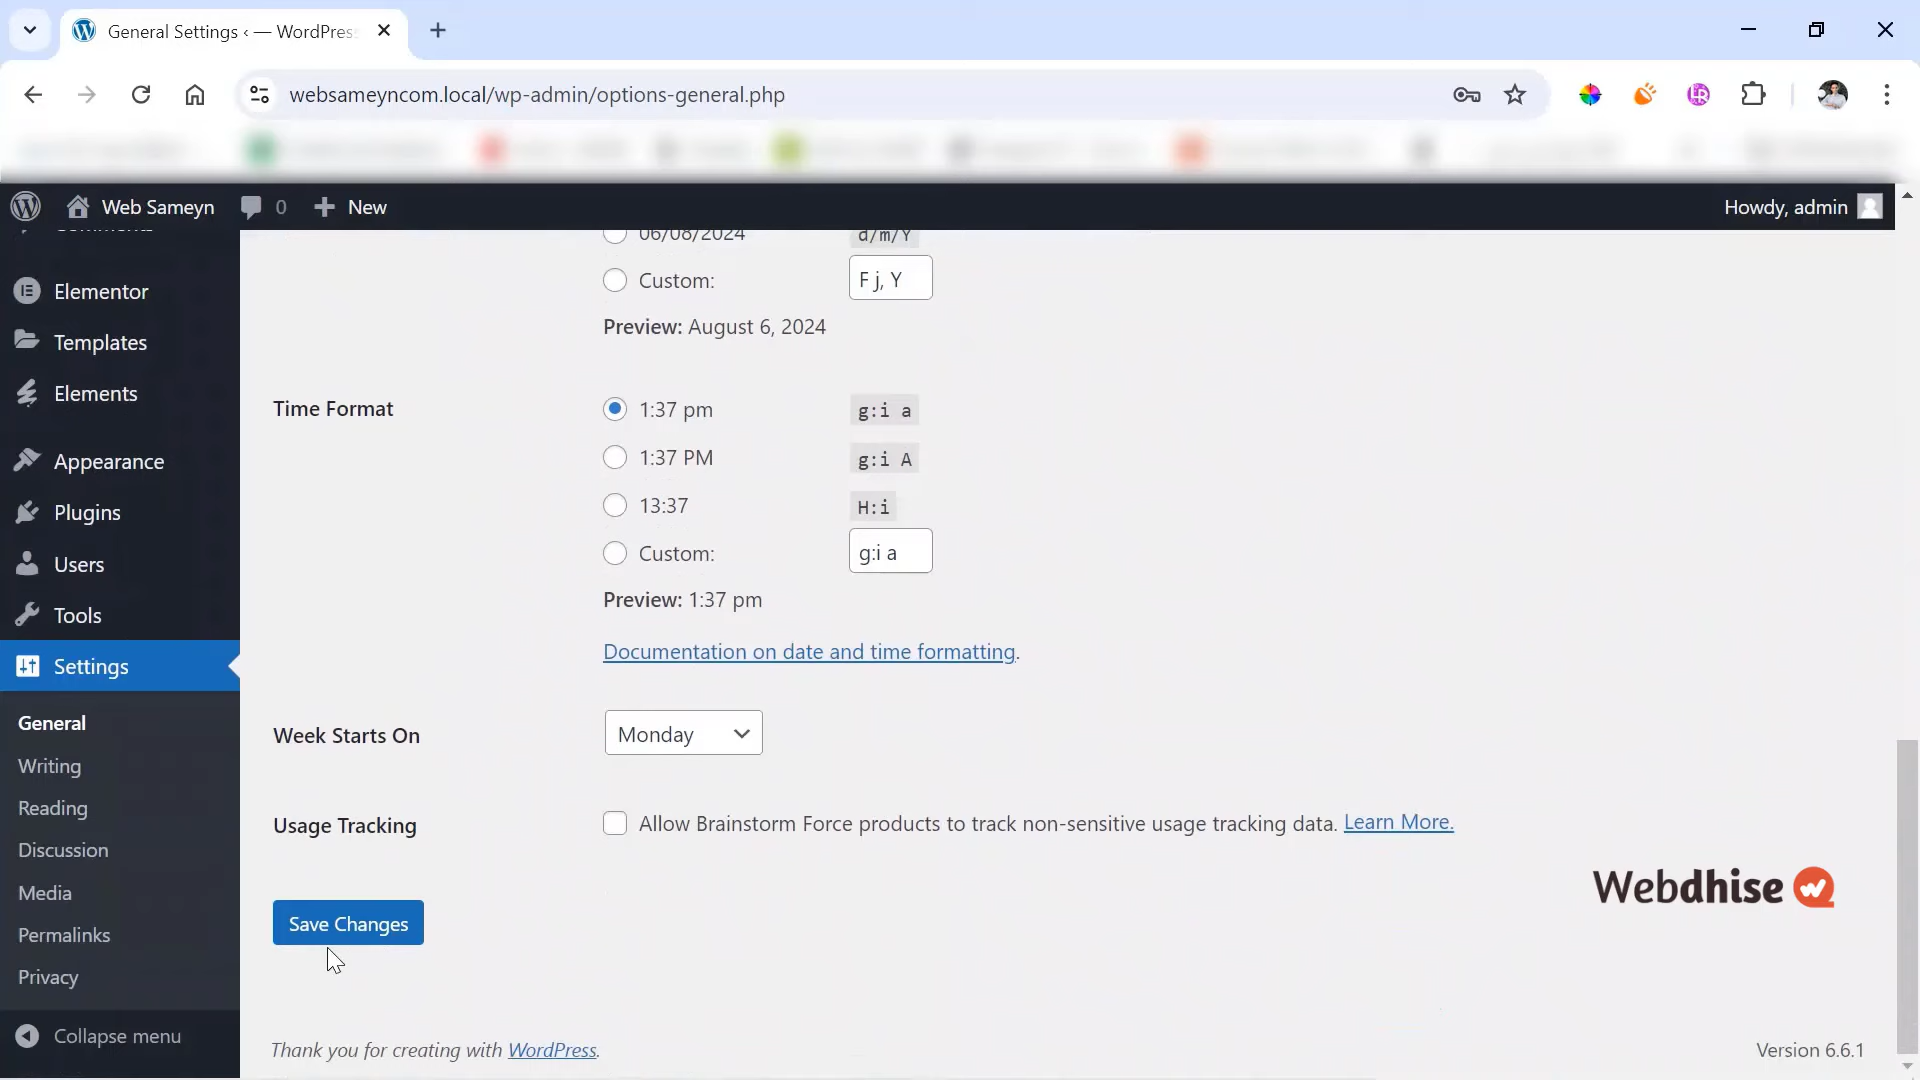 General Settings ‹ — WordPres
websameyncom.local/wp-admin/options-general.php
Web Sameyn
0
New
Howdy, admin
Elementor
Templates
Elements
Appearance
Plugins
Users
Tools
Settings
General
Writing
Reading
Discussion
Media
Permalinks
Privacy
Collapse menu
06/08/2024 d/m/Y
Custom: F j, Y
Preview: August 6, 2024
Time Format
1:37 pm g:i a
1:37 PM g:i A
13:37 H:i
Custom: g:i a
Preview: 1:37 pm
Documentation on date and time formatting.
Week Starts On Monday
Usage Tracking Allow Brainstorm Force products to track non-sensitive usage tracking data. Learn More.
Webdhise
Save Changes
Thank you for creating with WordPress.
Version 6.6.1